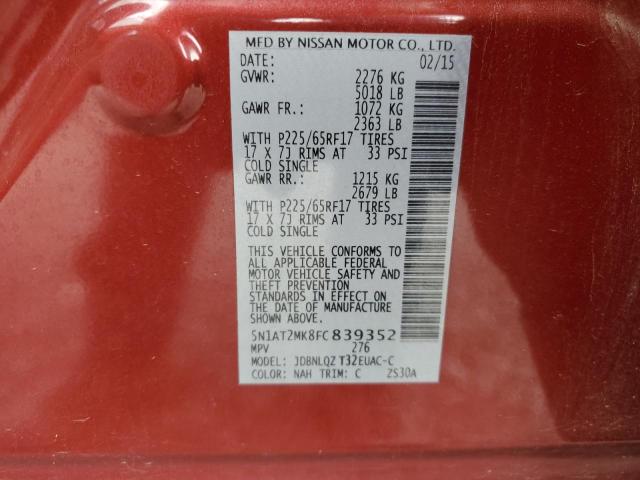 MFD BY NISSAN MOTOR CO., LTD.
DATE: 02/15
GVWR: 2276 KG
5018 LB
GAWR FR.: 1072 KG
2363 LB
WITH P225/65RF17 TIRES
17 X 7J RIMS AT 33 PSI
COLD SINGLE
GAWR RR.: 1215 KG
2679 LB
WITH P225/65RF17 TIRES
17 X 7J RIMS AT 33 PSI
COLD SINGLE
THIS VEHICLE CONFORMS TO
ALL APPLICABLE FEDERAL
MOTOR VEHICLE SAFETY AND
THEFT PREVENTION
STANDARDS IN EFFECT ON
THE DATE OF MANUFACTURE
SHOWN ABOVE.
5N1AT2MK8FC839352
MPV 276
MODEL: JDBNLQZ T32EUAC-C
COLOR: NAH TRIM: C ZS30A